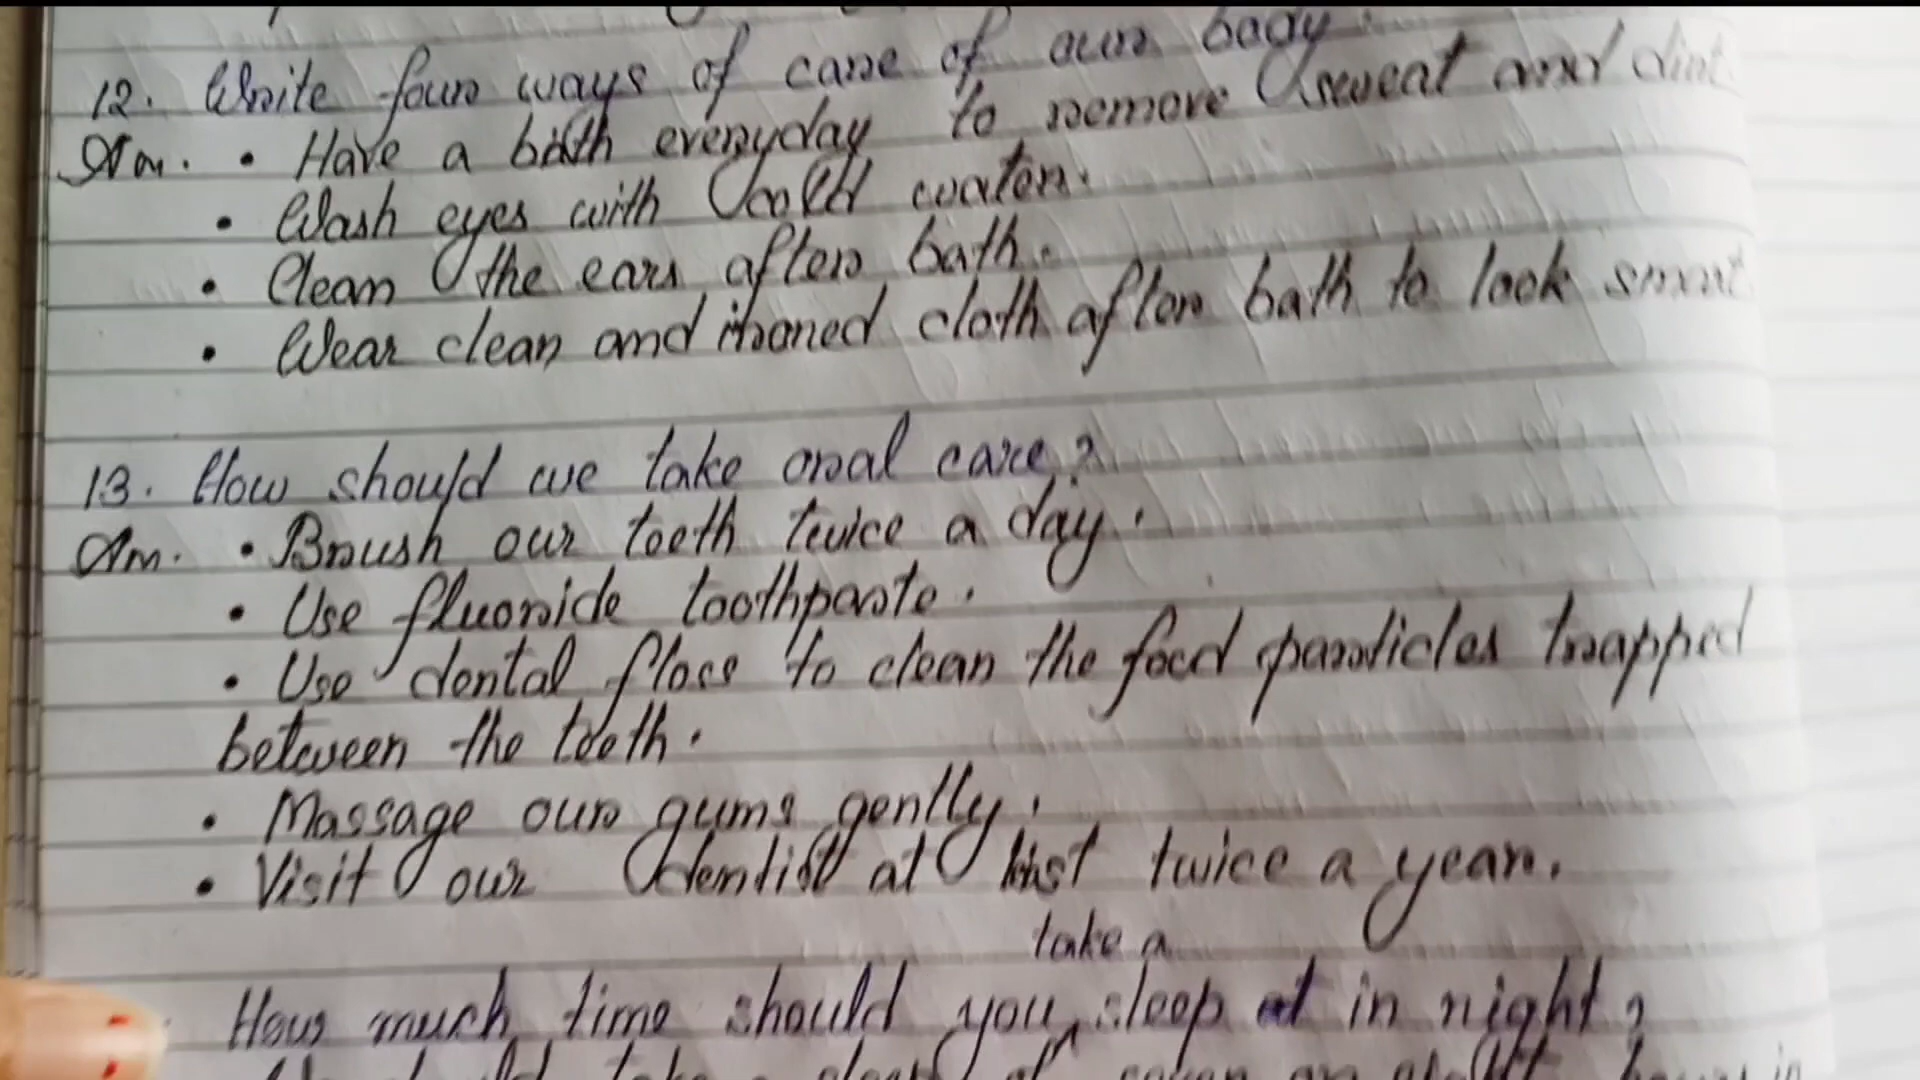 12. Write four ways of care of our body.
Ans. • Have a bath everyday to remove sweat and dirt
• Wash eyes with cold water.
• Clean the ears after bath.
• Wear clean and ironed cloth after bath to look smart
13. How should we take oral care?
Ans. • Brush our teeth twice a day.
• Use fluoride toothpaste.
• Use dental floss to clean the food particles trapped
between the teeth.
• Massage our gums gently.
• Visit our dentist at least twice a year.
take a
How much time should you ^ sleep at in night?